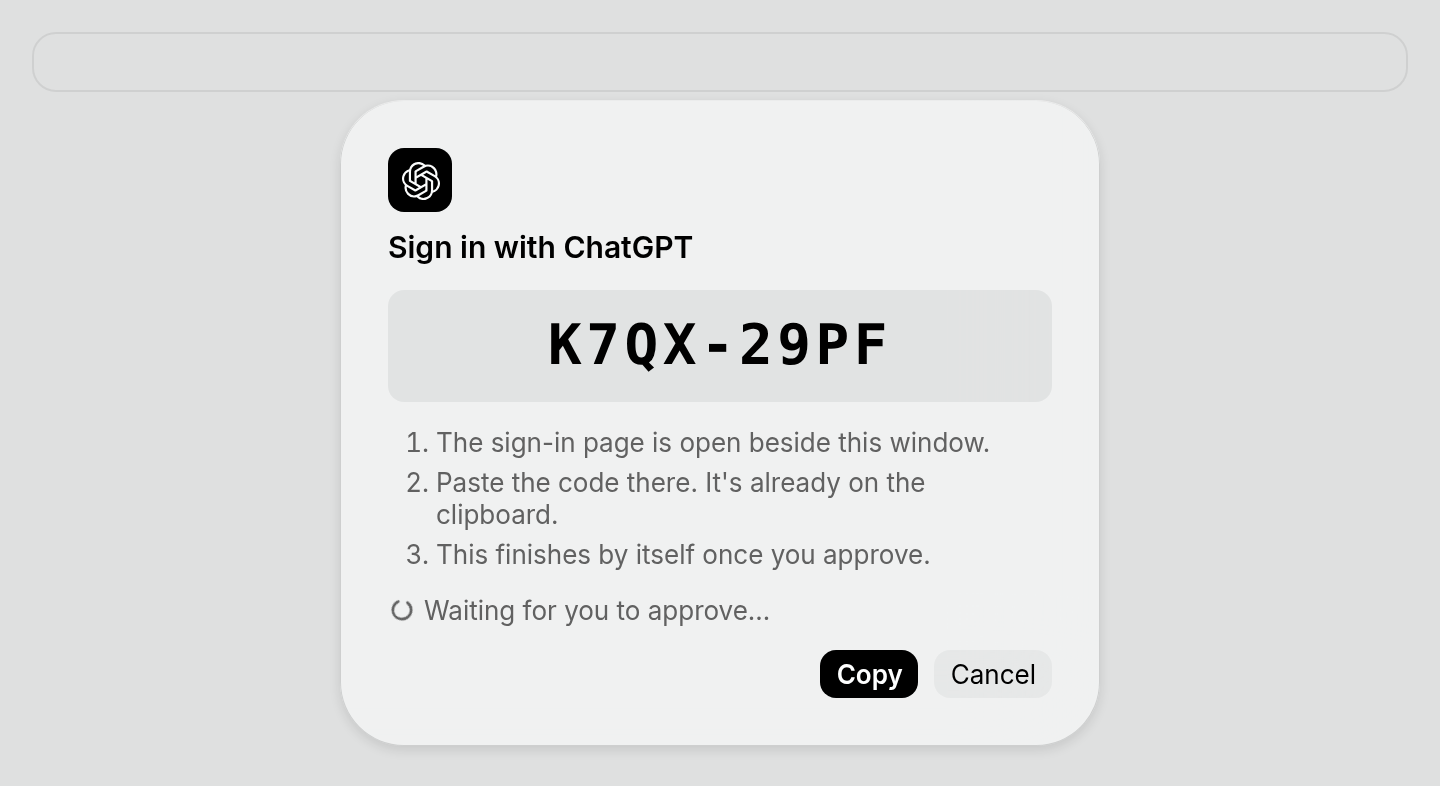 Sign in with ChatGPT
K7QX-29PF
1. The sign-in page is open beside this window.
2. Paste the code there. It's already on the
clipboard.
3. This finishes by itself once you approve.
Waiting for you to approve...
Copy Cancel